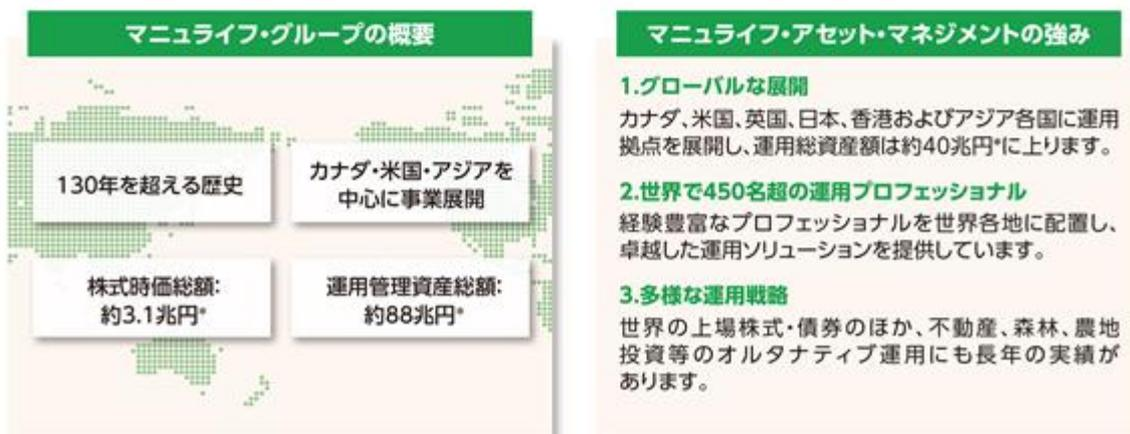 マニュライフ・グループの概要
130年を超える歴史
カナダ・米国・アジアを
中心に事業展開
株式時価総額:
約3.1兆円*
運用管理資産総額:
約88兆円*
マニュライフ・アセット・マネジメントの強み
1.グローバルな展開
カナダ、米国、英国、日本、香港およびアジア各国に運用
拠点を展開し、運用総資産額は約40兆円*に上ります。
2.世界で450名超の運用プロフェッショナル
経験豊富なプロフェッショナルを世界各地に配置し、
卓越した運用ソリューションを提供しています。
3.多様な運用戦略
世界の上場株式・債券のほか、不動産、森林、農地
投資等のオルタナティブ運用にも長年の実績が
あります。